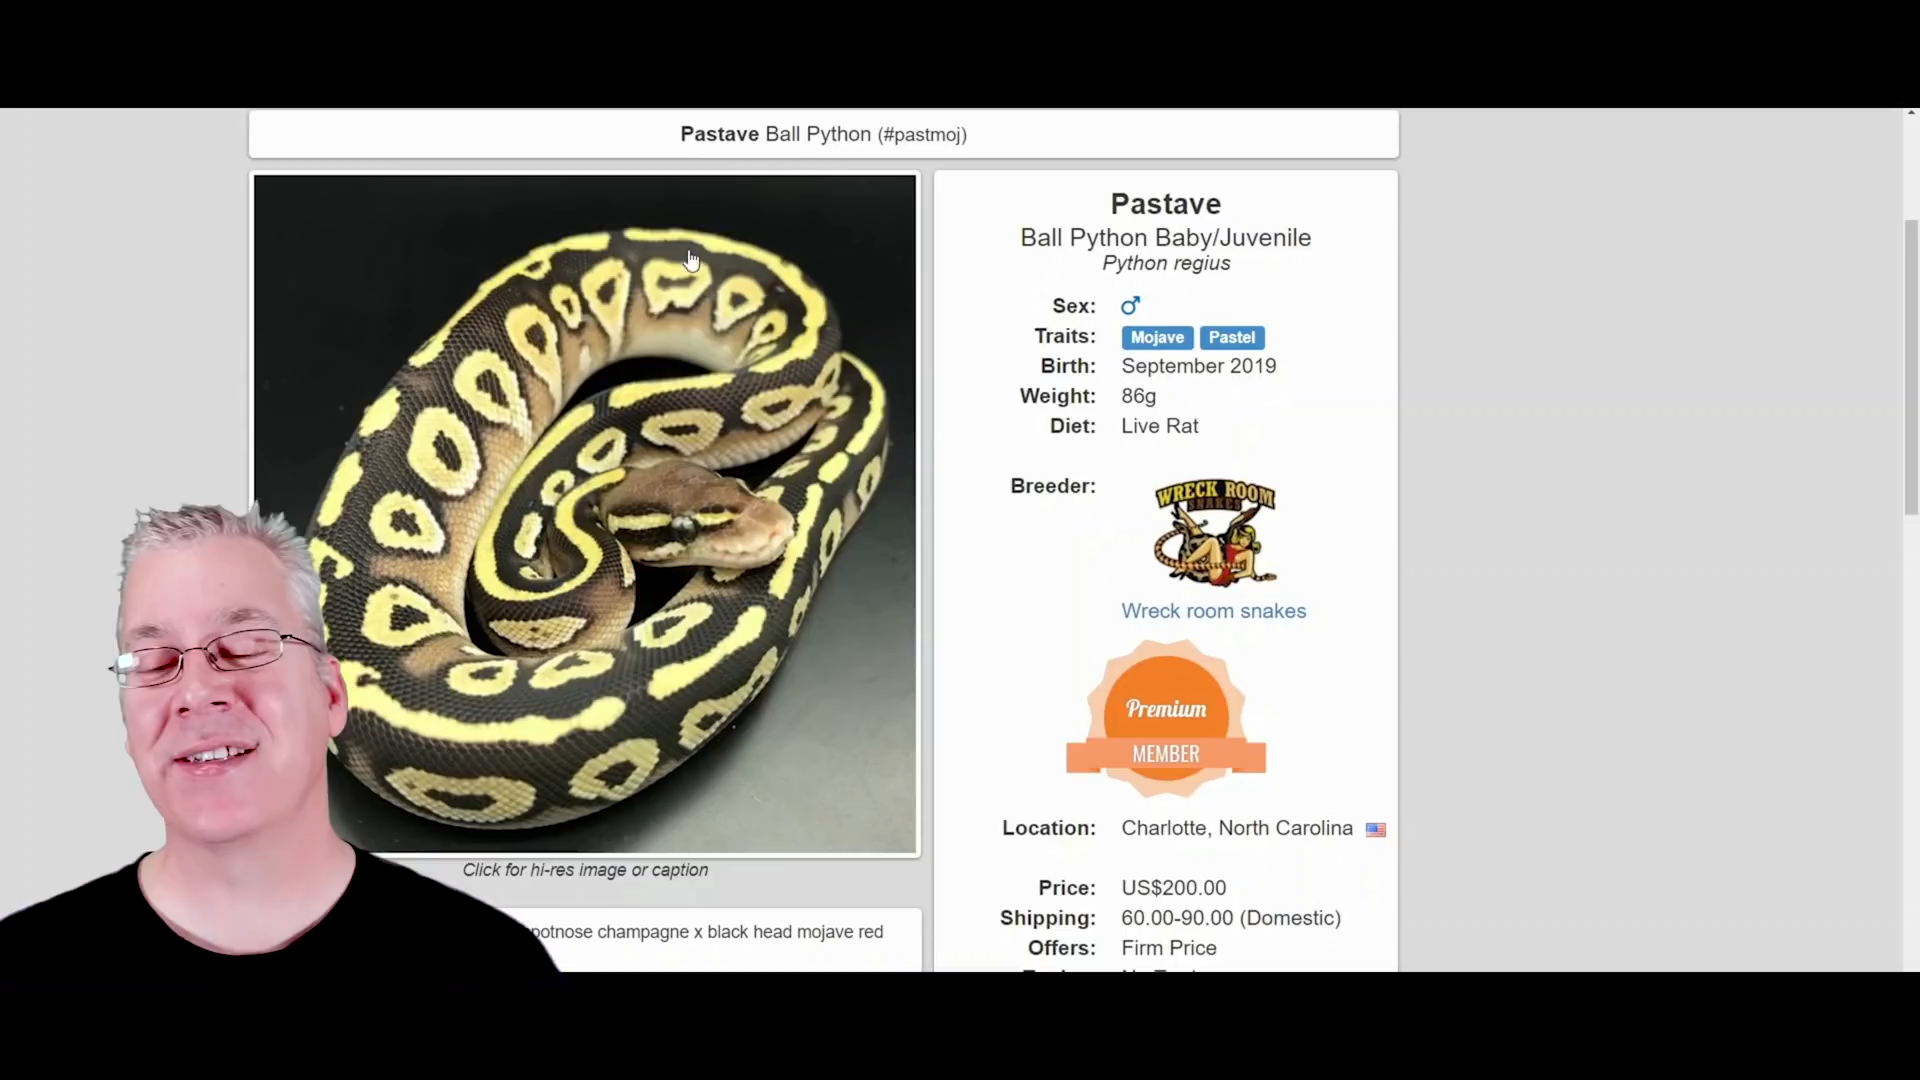 Pastave Ball Python (#pastmoj)
Click for hi-res image or caption
potnose champagne x black head mojave red
Pastave
Ball Python Baby/Juvenile
Python regius
Sex: ♂
Traits: Mojave Pastel
Birth: September 2019
Weight: 86g
Diet: Live Rat
Breeder:
WRECK ROOM
SNAKES
Wreck room snakes
Premium
MEMBER
Location: Charlotte, North Carolina
Price: US$200.00
Shipping: 60.00-90.00 (Domestic)
Offers: Firm Price